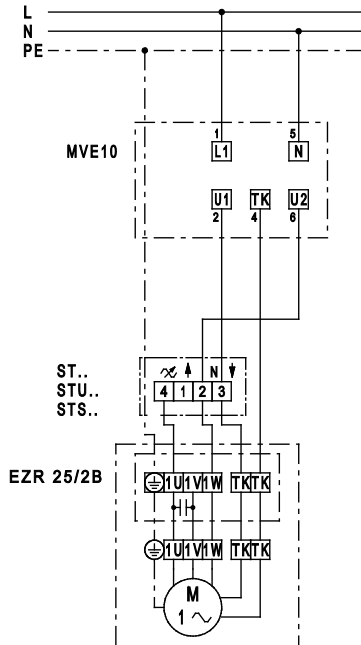 L
N
PE
1 5
MVE10 L1 N
U1 TK U2
2 4 6
ST..
N
STU.. 4 1 2 3
STS..
EZR 25/2B 1U 1V 1W TK TK
1U 1V 1W TK TK
M
1